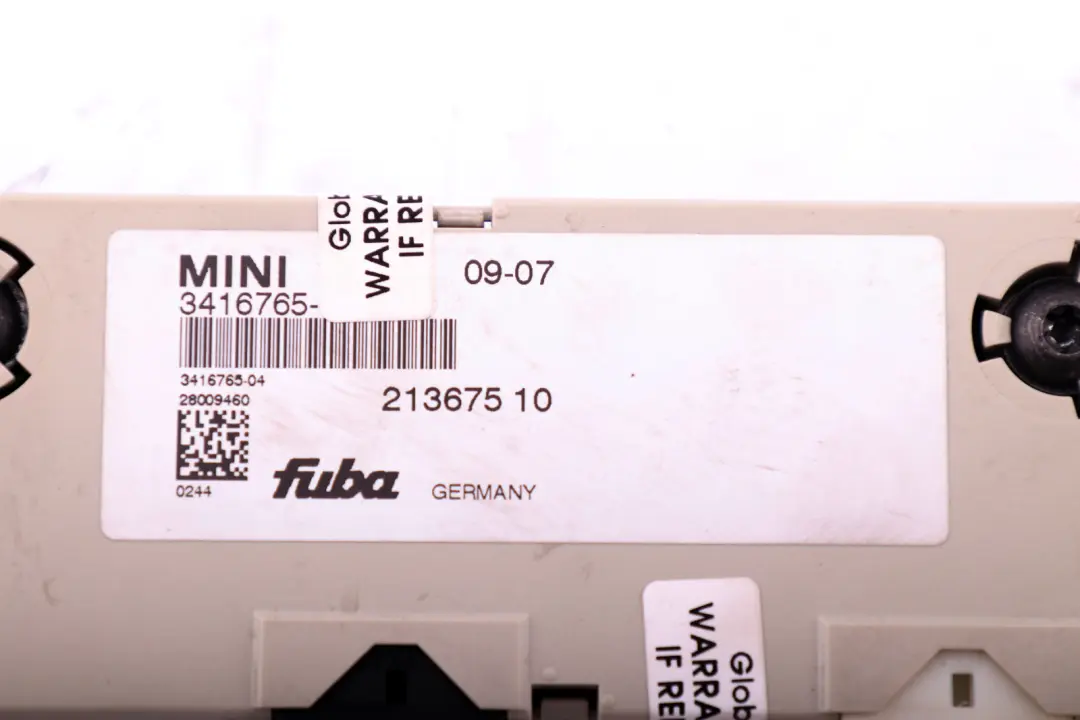 MINI
09-07
3416765-
3416765-04
28009460
213675 10
0244
fuba GERMANY
Glob
WARRA
IF RE
Glob
WARRA
IF RE